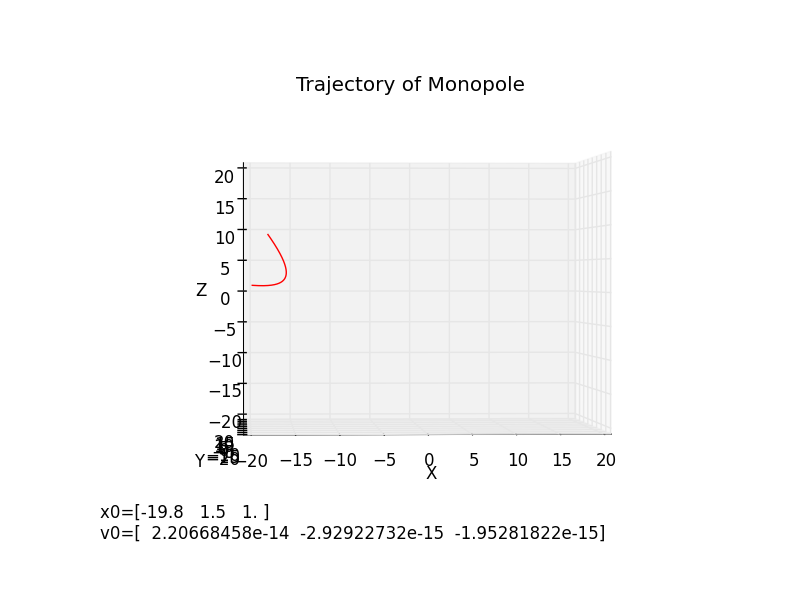 Trajectory of Monopole
20
15
10
5
Z 0
−5
−10
−15
−20
Y
−20 −15 −10 −5 0 5 10 15 20
X
x0=[-19.8 1.5 1. ]
v0=[ 2.20668458e-14 -2.92922732e-15 -1.95281822e-15]